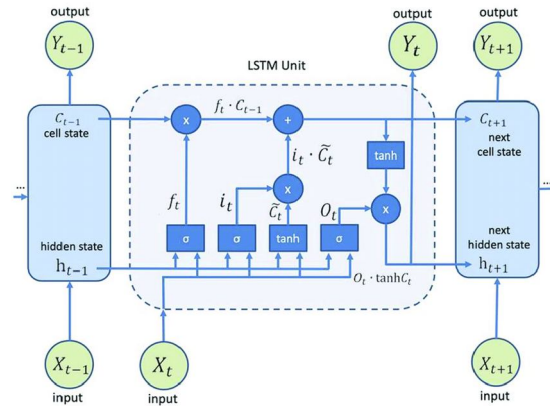 output
output
output
Y_{t-1}
Y_t
Y_{t+1}
LSTM Unit
C_{t-1}
cell state
x
f_t · C_{t-1}
+
C_{t+1}
next
cell state
tanh
i_t · C̃_t
...
f_t
i_t
x
C̃_t
O_t
x
...
σ
σ
tanh
σ
hidden state
h_{t-1}
next
hidden state
h_{t+1}
O_t · tanhC_t
X_{t-1}
X_t
X_{t+1}
input
input
input